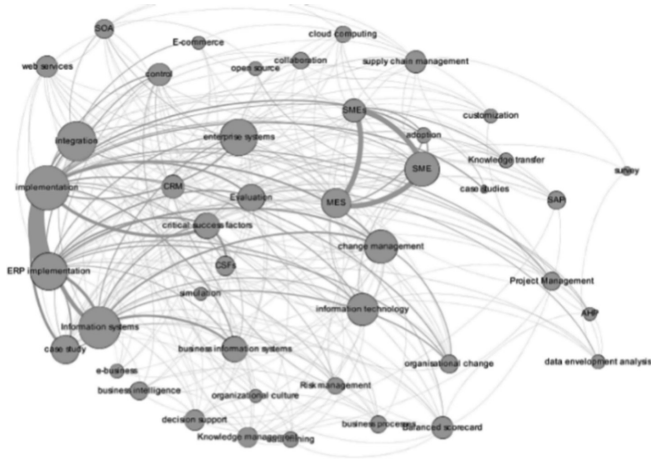 SOA
E-commerce
cloud computing
web services
control
open source
collaboration
supply chain management
SMEs
customization
Integration
enterprise systems
adoption
Knowledge transfer
survey
SME
implementation
CRM
Evaluation
MES
case studies
SAP
critical success factors
change management
CSFs
ERP implementation
Project Management
simulation
information technology
AHP
Information systems
case study
business information systems
organisational change
data envelopment analysis
e-business
business intelligence
organizational culture
Risk management
decision support
business processes
Balanced scorecard
Knowledge management